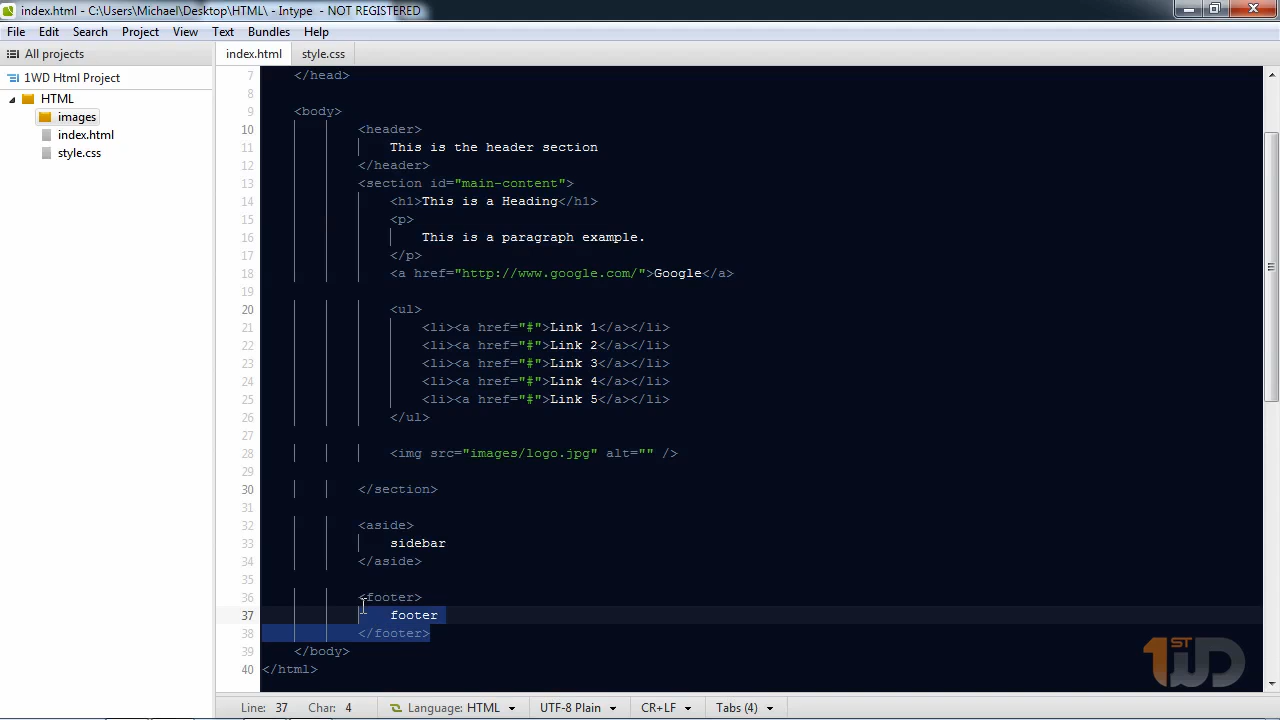 index.html - C:\Users\Michael\Desktop\HTML\ - Intype - NOT REGISTERED
File Edit Search Project View Text Bundles Help
All projects
index.html style.css
1WD Html Project
HTML
images
index.html
style.css
7 </head>
8
9 <body>
10 <header>
11 This is the header section
12 </header>
13 <section id="main-content">
14 <h1>This is a Heading</h1>
15 <p>
16 This is a paragraph example.
17 </p>
18 <a href="http://www.google.com/">Google</a>
19
20 <ul>
21 <li><a href="#">Link 1</a></li>
22 <li><a href="#">Link 2</a></li>
23 <li><a href="#">Link 3</a></li>
24 <li><a href="#">Link 4</a></li>
25 <li><a href="#">Link 5</a></li>
26 </ul>
27
28 <img src="images/logo.jpg" alt="" />
29
30 </section>
31
32 <aside>
33 sidebar
34 </aside>
35
36 <footer>
37 footer
38 </footer>
39 </body>
40 </html>
1ST WD
Line: 37 Char: 4 Language: HTML UTF-8 Plain CR+LF Tabs (4)